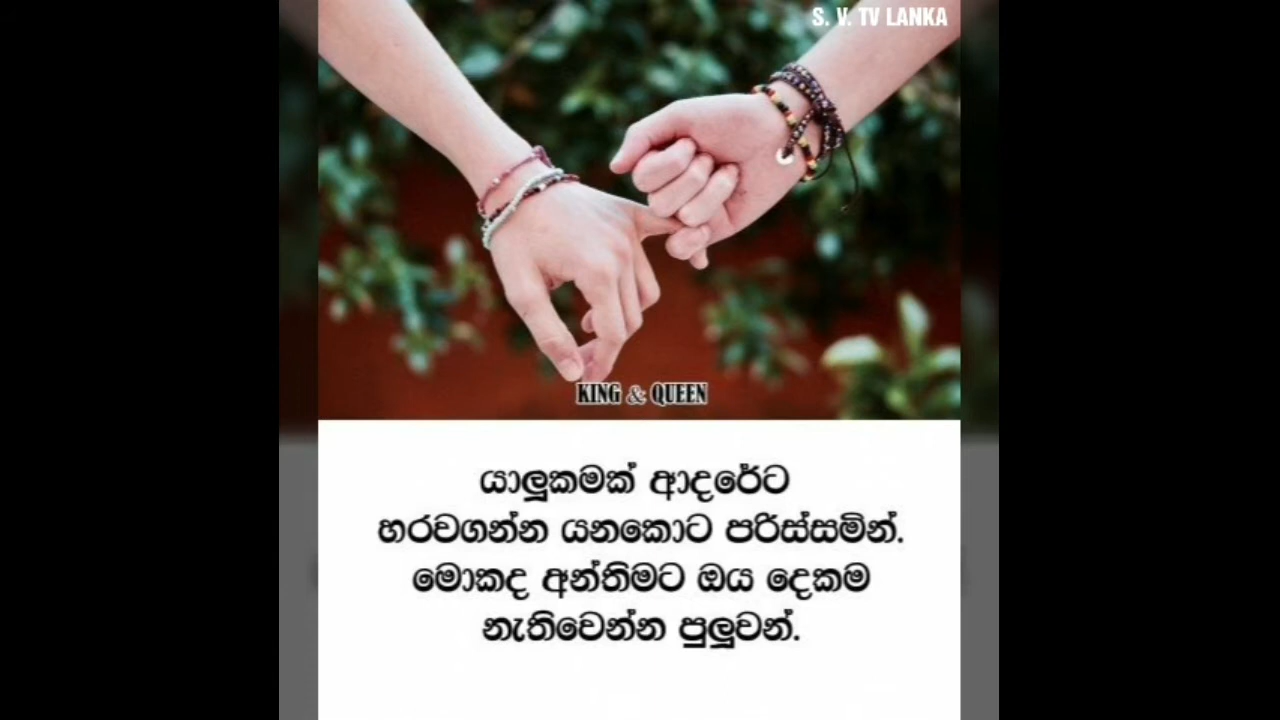 S. V. TV LANKA
KING & QUEEN
යාලුකමක් ආදරේට
හරවගන්න යනකොට පරිස්සමින්.
මොකද අන්තිමට ඔය දෙකම
නැතිවෙන්න පුලුවන්.